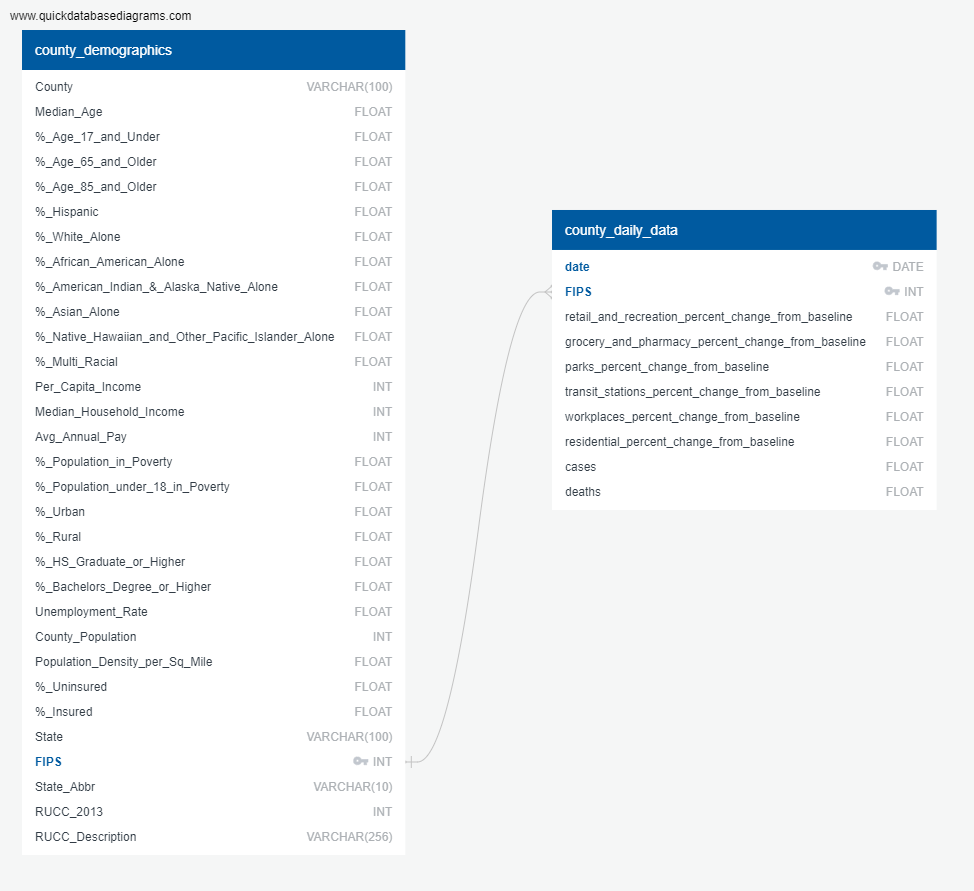 www.quickdatabasediagrams.com
county_demographics
County VARCHAR(100)
Median_Age FLOAT
%_Age_17_and_Under FLOAT
%_Age_65_and_Older FLOAT
%_Age_85_and_Older FLOAT
%_Hispanic FLOAT
%_White_Alone FLOAT
%_African_American_Alone FLOAT
%_American_Indian_&_Alaska_Native_Alone FLOAT
%_Asian_Alone FLOAT
%_Native_Hawaiian_and_Other_Pacific_Islander_Alone FLOAT
%_Multi_Racial FLOAT
Per_Capita_Income INT
Median_Household_Income INT
Avg_Annual_Pay INT
%_Population_in_Poverty FLOAT
%_Population_under_18_in_Poverty FLOAT
%_Urban FLOAT
%_Rural FLOAT
%_HS_Graduate_or_Higher FLOAT
%_Bachelors_Degree_or_Higher FLOAT
Unemployment_Rate FLOAT
County_Population INT
Population_Density_per_Sq_Mile FLOAT
%_Uninsured FLOAT
%_Insured FLOAT
State VARCHAR(100)
FIPS INT
State_Abbr VARCHAR(10)
RUCC_2013 INT
RUCC_Description VARCHAR(256)
county_daily_data
date DATE
FIPS INT
retail_and_recreation_percent_change_from_baseline FLOAT
grocery_and_pharmacy_percent_change_from_baseline FLOAT
parks_percent_change_from_baseline FLOAT
transit_stations_percent_change_from_baseline FLOAT
workplaces_percent_change_from_baseline FLOAT
residential_percent_change_from_baseline FLOAT
cases FLOAT
deaths FLOAT